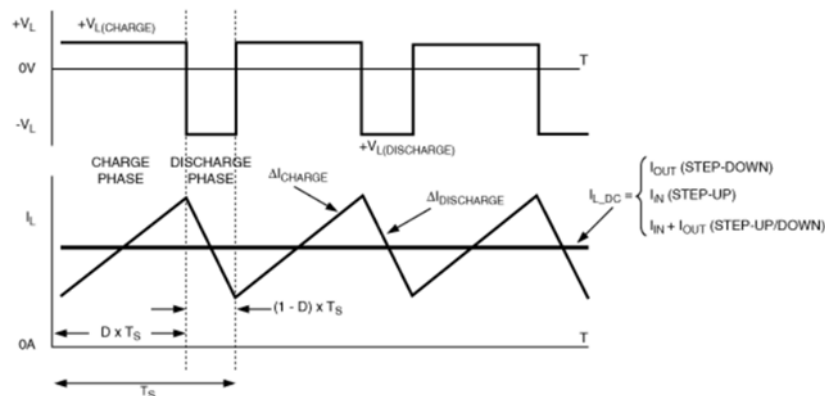 +VL
+VL(CHARGE)
0V
T
-VL
+VL(DISCHARGE)
CHARGE PHASE
DISCHARGE PHASE
ΔICHARGE
ΔIDISCHARGE
IL
IL_DC =
IOUT (STEP-DOWN)
IIN (STEP-UP)
IIN + IOUT (STEP-UP/DOWN)
(1 - D) x TS
D x TS
0A
T
TS